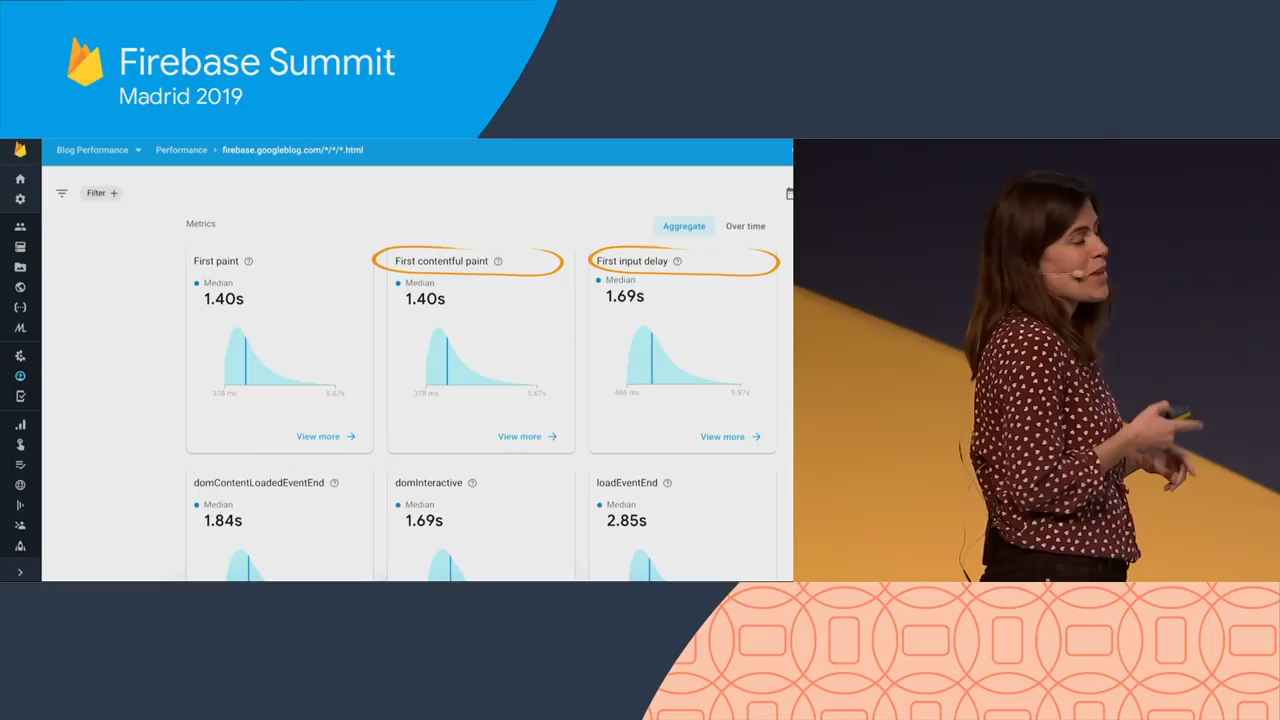 Firebase Summit
Madrid 2019
Blog Performance
Performance > firebase.googleblog.com/*/*/*.html
Filter +
Metrics
Aggregate
Over time
First paint
Median
1.40s
378 ms
5.67s
View more
First contentful paint
Median
1.40s
378 ms
5.67s
View more
First input delay
Median
1.69s
466 ms
5.97s
View more
domContentLoadedEventEnd
Median
1.84s
domInteractive
Median
1.69s
loadEventEnd
Median
2.85s